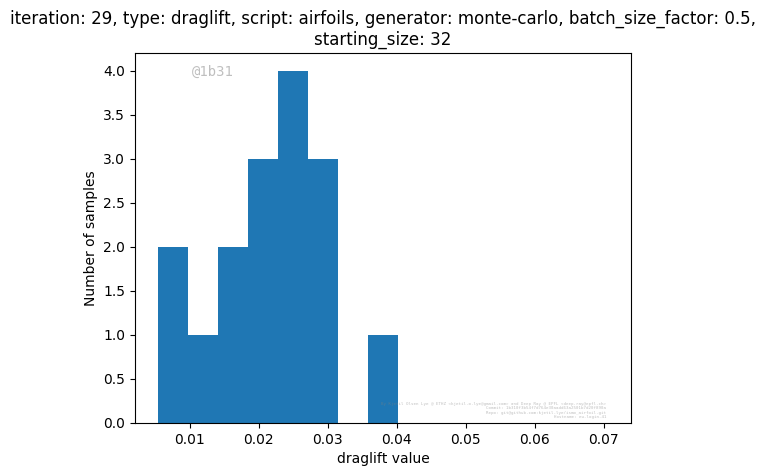 iteration: 29, type: draglift, script: airfoils, generator: monte-carlo, batch_size_factor: 0.5,
starting_size: 32
@1b31
4.0
3.5
3.0
2.5
2.0
1.5
1.0
0.5
0.0
Number of samples
0.01 0.02 0.03 0.04 0.05 0.06 0.07
draglift value